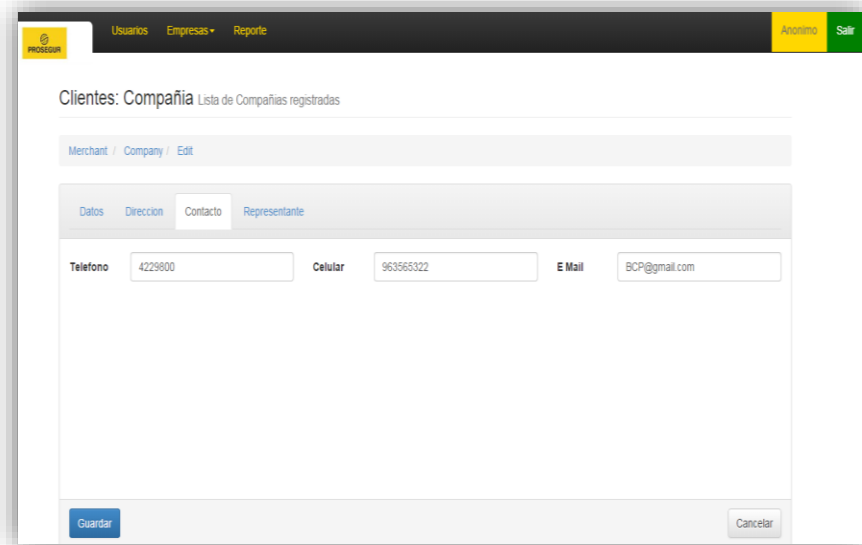 PROSEGUR
Usuarios Empresas Reporte Anonimo Salir
Clientes: Compañia Lista de Compañias registradas
Merchant / Company / Edit
Datos Direccion Contacto Representante
Telefono 4229800 Celular 963565322 E Mail BCP@gmail.com
Guardar Cancelar